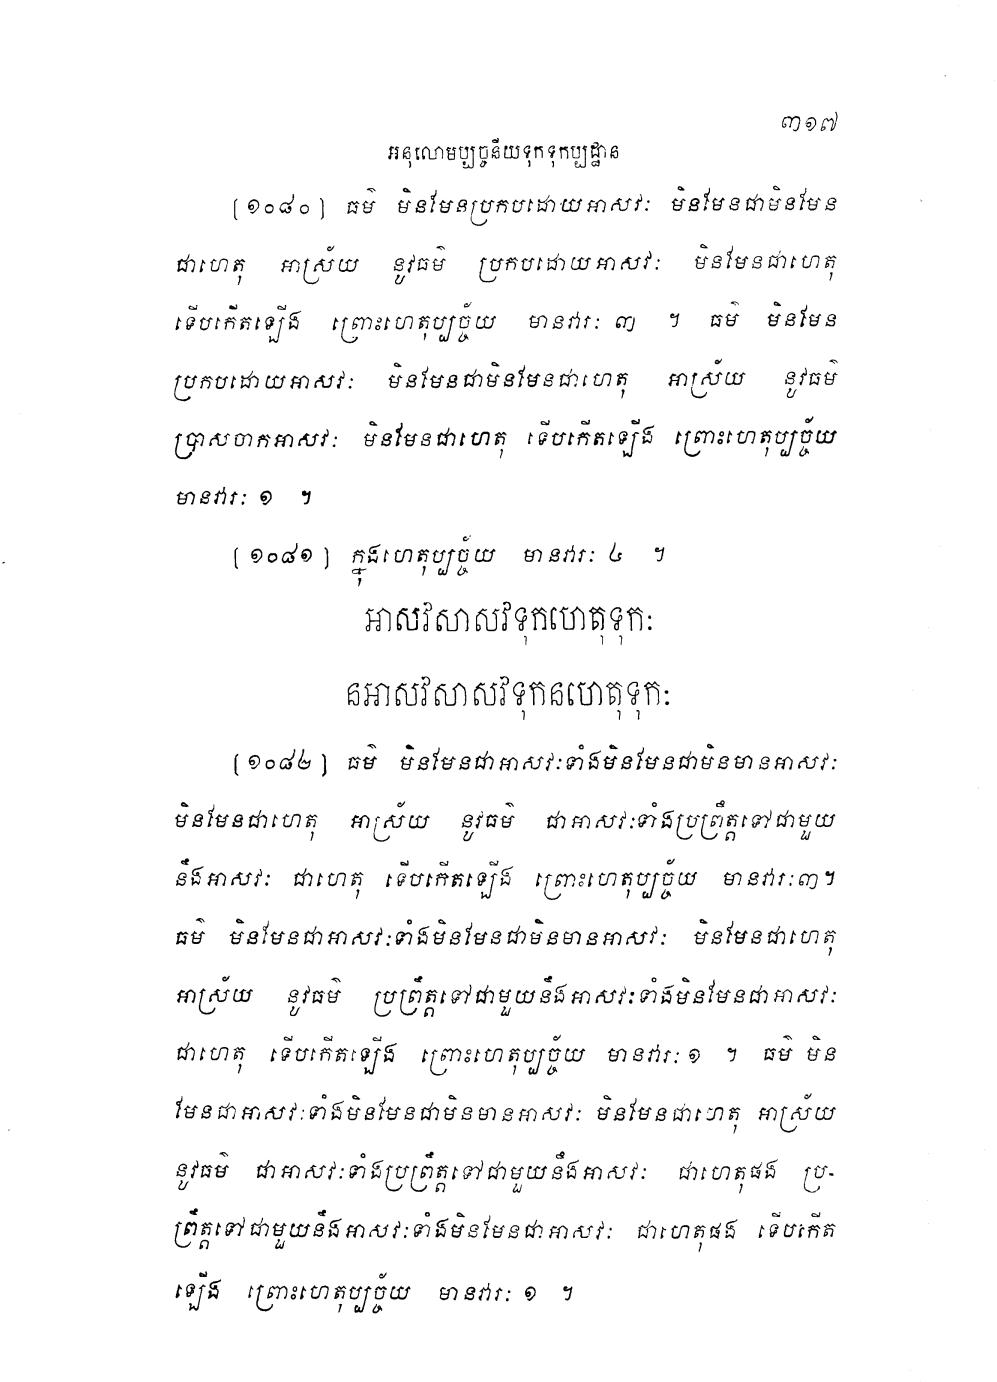 ៣១៧
អនុលោមប្បច្ចនីយទុកទុកប្បដ្ឋាន
[១០៨០] ធម៌ មិនមែនប្រកបដោយអាសវៈ មិនមែនជាមិនមែន
ជាហេតុ អាស្រ័យ នូវធម៌ ប្រកបដោយអាសវៈ មិនមែនជាហេតុ
ទើបកើតឡើង ព្រោះហេតុប្បច្ច័យ មានវារៈ ៣ ។ ធម៌ មិនមែន
ប្រកបដោយអាសវៈ មិនមែនជាមិនមែនជាហេតុ អាស្រ័យ នូវធម៌
ប្រាសចាកអាសវៈ មិនមែនជាហេតុ ទើបកើតឡើង ព្រោះហេតុប្បច្ច័យ
មានវារៈ ១ ។
[១០៨១] ក្នុងហេតុប្បច្ច័យ មានវារៈ ៤ ។
អាសវសាសវទុកហេតុទុកៈ
នអាសវសាសវទុកនហេតុទុកៈ
[១០៨២] ធម៌ មិនមែនជាអាសវៈទាំងមិនមែនជាមិនមានអាសវៈ
មិនមែនជាហេតុ អាស្រ័យ នូវធម៌ ជាអាសវៈទាំងប្រព្រឹត្តទៅជាមួយ
នឹងអាសវៈ ជាហេតុ ទើបកើតឡើង ព្រោះហេតុប្បច្ច័យ មានវារៈ៣។
ធម៌ មិនមែនជាអាសវៈទាំងមិនមែនជាមិនមានអាសវៈ មិនមែនជាហេតុ
អាស្រ័យ នូវធម៌ ប្រព្រឹត្តទៅជាមួយនឹងអាសវៈទាំងមិនមែនជាអាសវៈ
ជាហេតុ ទើបកើតឡើង ព្រោះហេតុប្បច្ច័យ មានវារៈ ១ ។ ធម៌ មិន
មែនជាអាសវៈទាំងមិនមែនជាមិនមានអាសវៈ មិនមែនជាហេតុ អាស្រ័យ
នូវធម៌ ជាអាសវៈទាំងប្រព្រឹត្តទៅជាមួយនឹងអាសវៈ ជាហេតុផង ប្រ-
ព្រឹត្តទៅជាមួយនឹងអាសវៈទាំងមិនមែនជាអាសវៈ ជាហេតុផង ទើបកើត
ឡើង ព្រោះហេតុប្បច្ច័យ មានវារៈ ១ ។